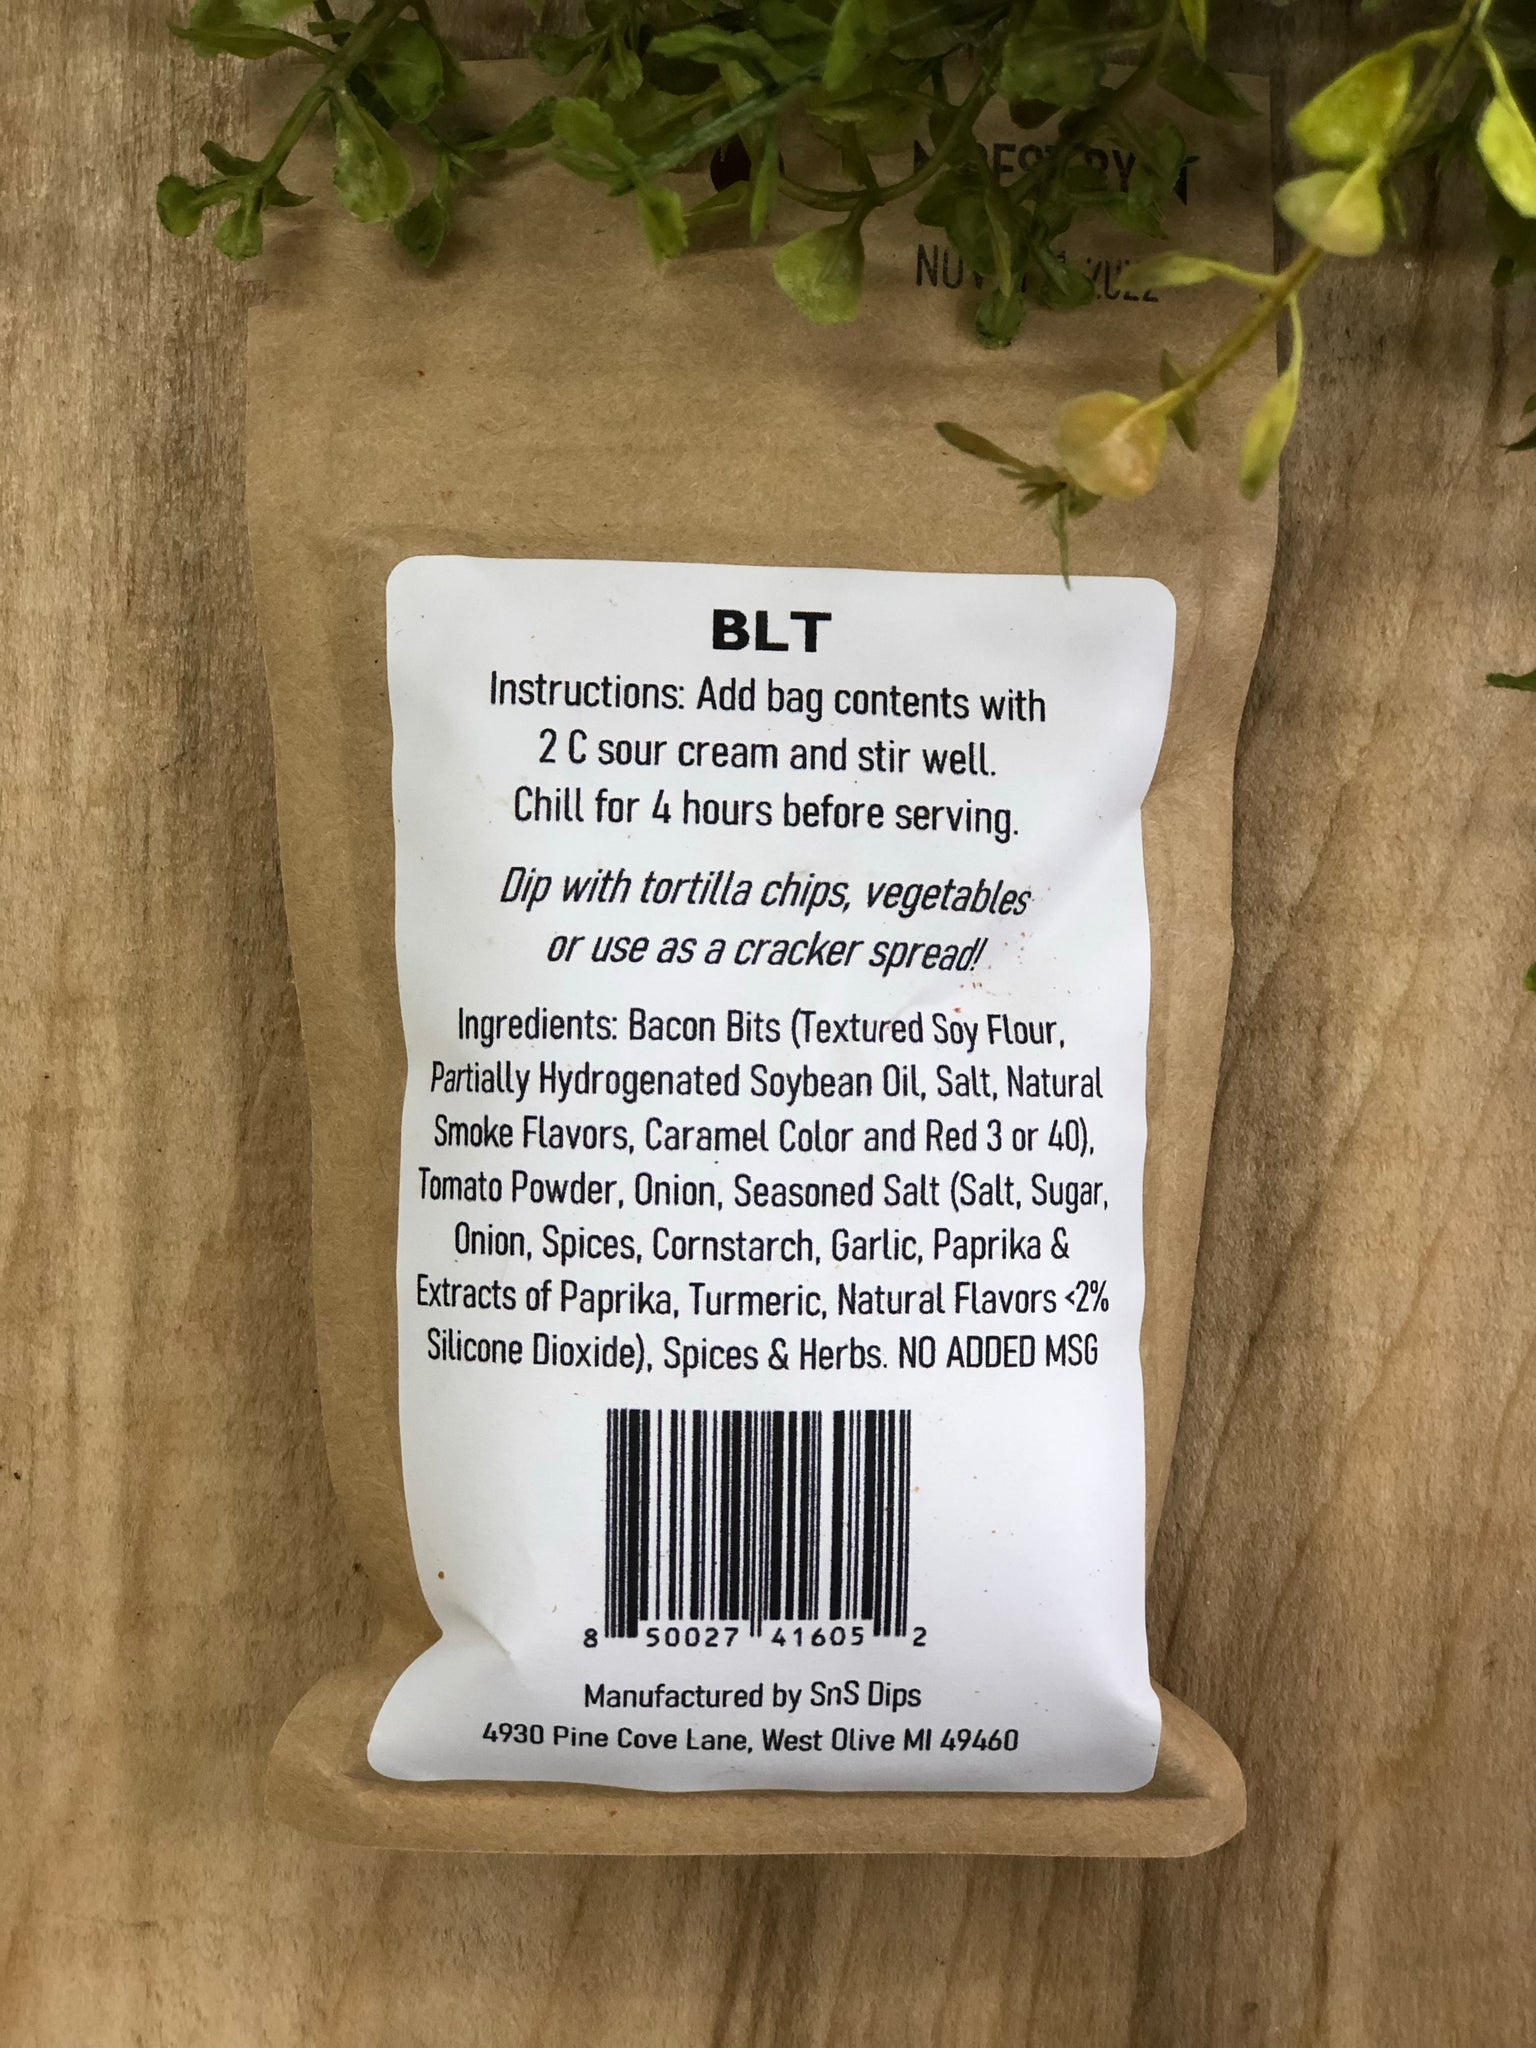 BEST BY
2022
BLT
Instructions: Add bag contents with
2 C sour cream and stir well.
Chill for 4 hours before serving.
Dip with tortilla chips, vegetables
or use as a cracker spread!
Ingredients: Bacon Bits (Textured Soy Flour,
Partially Hydrogenated Soybean Oil, Salt, Natural
Smoke Flavors, Caramel Color and Red 3 or 40),
Tomato Powder, Onion, Seasoned Salt (Salt, Sugar,
Onion, Spices, Cornstarch, Garlic, Paprika &
Extracts of Paprika, Turmeric, Natural Flavors <2%
Silicone Dioxide), Spices & Herbs. NO ADDED MSG
8 50027 41605 2
Manufactured by SnS Dips
4930 Pine Cove Lane, West Olive MI 49460